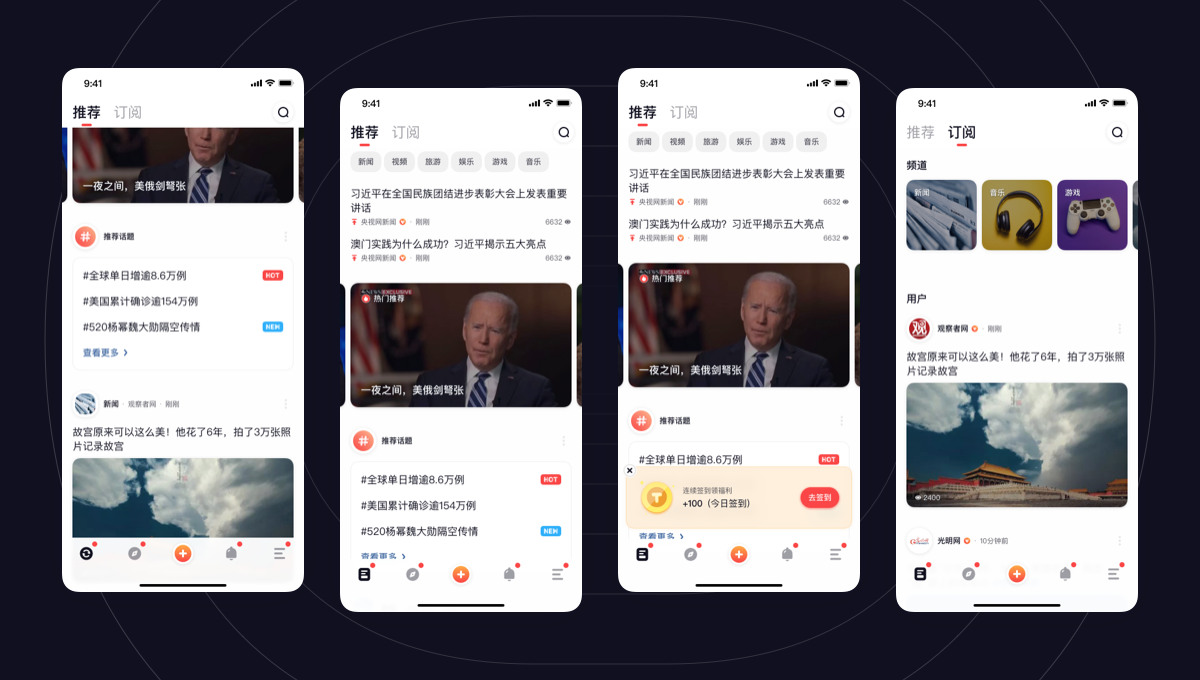 9:41
推荐 订阅
一夜之间，美俄剑弩张
推荐话题
#全球单日增逾8.6万例 HOT
#美国累计确诊逾154万例
#520杨幂魏大勋隔空传情 NEW
查看更多
新闻 · 观察者网 · 刚刚
故宫原来可以这么美！他花了6年，拍了3万张照
片记录故宫
9:41
推荐 订阅
新闻 视频 旅游 娱乐 游戏 音乐
习近平在全国民族团结进步表彰大会上发表重要
讲话
央视网新闻 · 刚刚 6632
澳门实践为什么成功？习近平揭示五大亮点
央视网新闻 · 刚刚 6632
NEWS EXCLUSIVE
热门推荐
一夜之间，美俄剑弩张
推荐话题
#全球单日增逾8.6万例 HOT
#美国累计确诊逾154万例
#520杨幂魏大勋隔空传情 NEW
查看更多
9:41
推荐 订阅
新闻 视频 旅游 娱乐 游戏 音乐
习近平在全国民族团结进步表彰大会上发表重要
讲话
央视网新闻 · 刚刚 6632
澳门实践为什么成功？习近平揭示五大亮点
央视网新闻 · 刚刚 6632
NEWS EXCLUSIVE
热门推荐
一夜之间，美俄剑弩张
推荐话题
#全球单日增逾8.6万例 HOT
连续签到领福利
+100（今日签到） 去签到
查看更多
9:41
推荐 订阅
频道
新闻 音乐 游戏
用户
观
观察者网 · 刚刚
故宫原来可以这么美！他花了6年，拍了3万张照
片记录故宫
2400
光明网 · 10分钟前